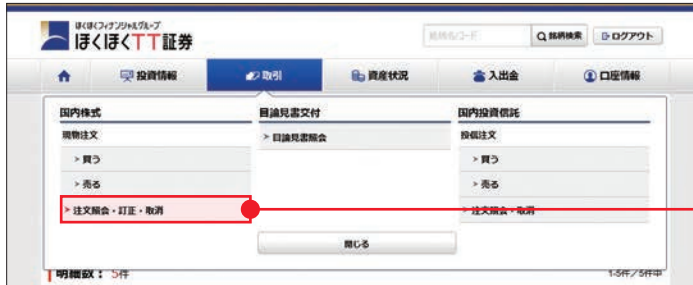 ほくほくフィナンシャルグループ
ほくほくTT証券
銘柄名/コード
銘柄検索
ログアウト
投資情報
取引
資産状況
入出金
口座情報
国内株式
目論見書交付
国内投資信託
現物注文
> 目論見書照会
投信注文
> 買う
> 買う
> 売る
> 売る
> 注文照会・訂正・取消
> 注文照会・取消
閉じる
明細数： 5件
1-5件/5件中